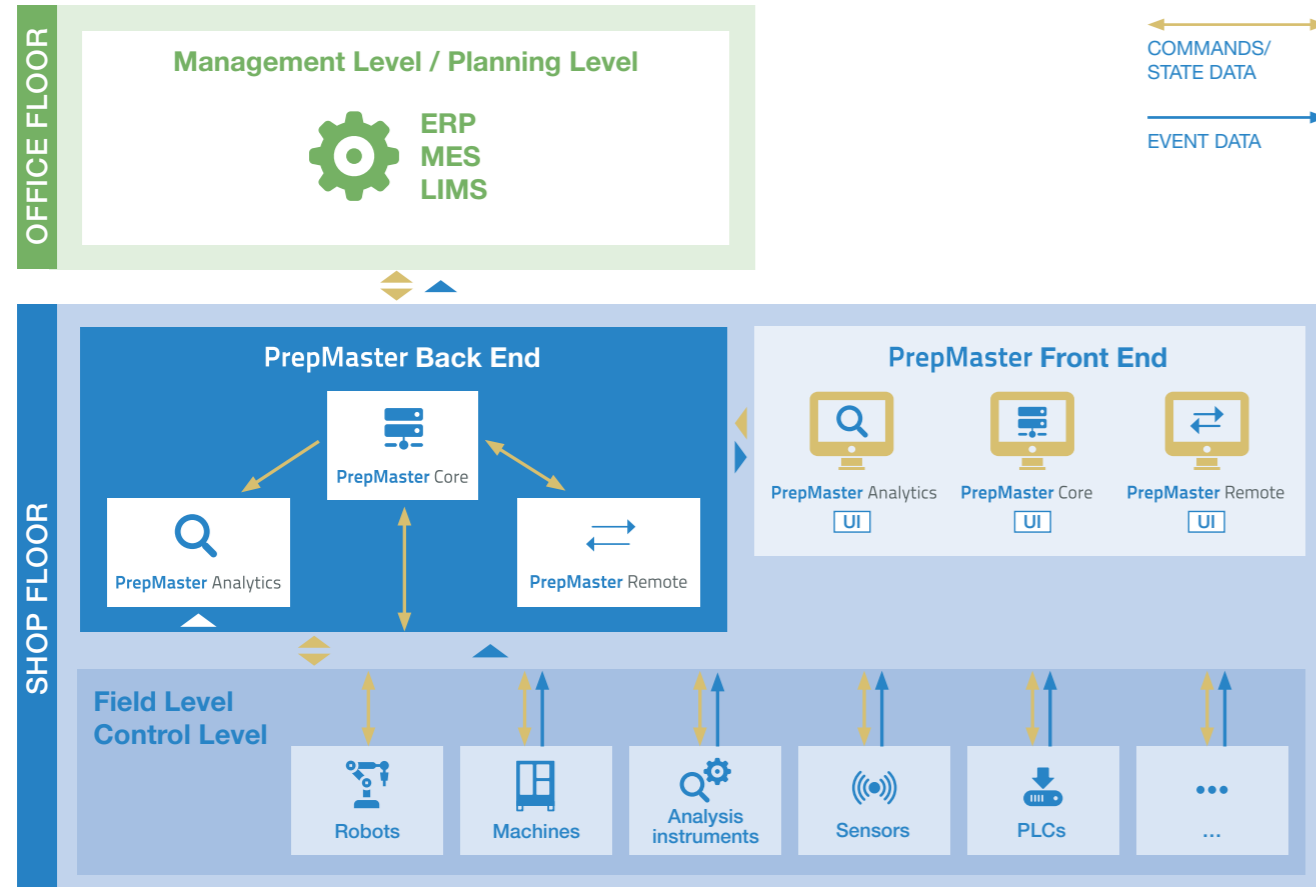 OFFICE FLOOR
Management Level / Planning Level
ERP
MES
LIMS
COMMANDS/
STATE DATA
EVENT DATA
SHOP FLOOR
PrepMaster Back End
PrepMaster Core
PrepMaster Analytics
PrepMaster Remote
PrepMaster Front End
PrepMaster Analytics
UI
PrepMaster Core
UI
PrepMaster Remote
UI
Field Level
Control Level
Robots
Machines
Analysis
instruments
Sensors
PLCs
...